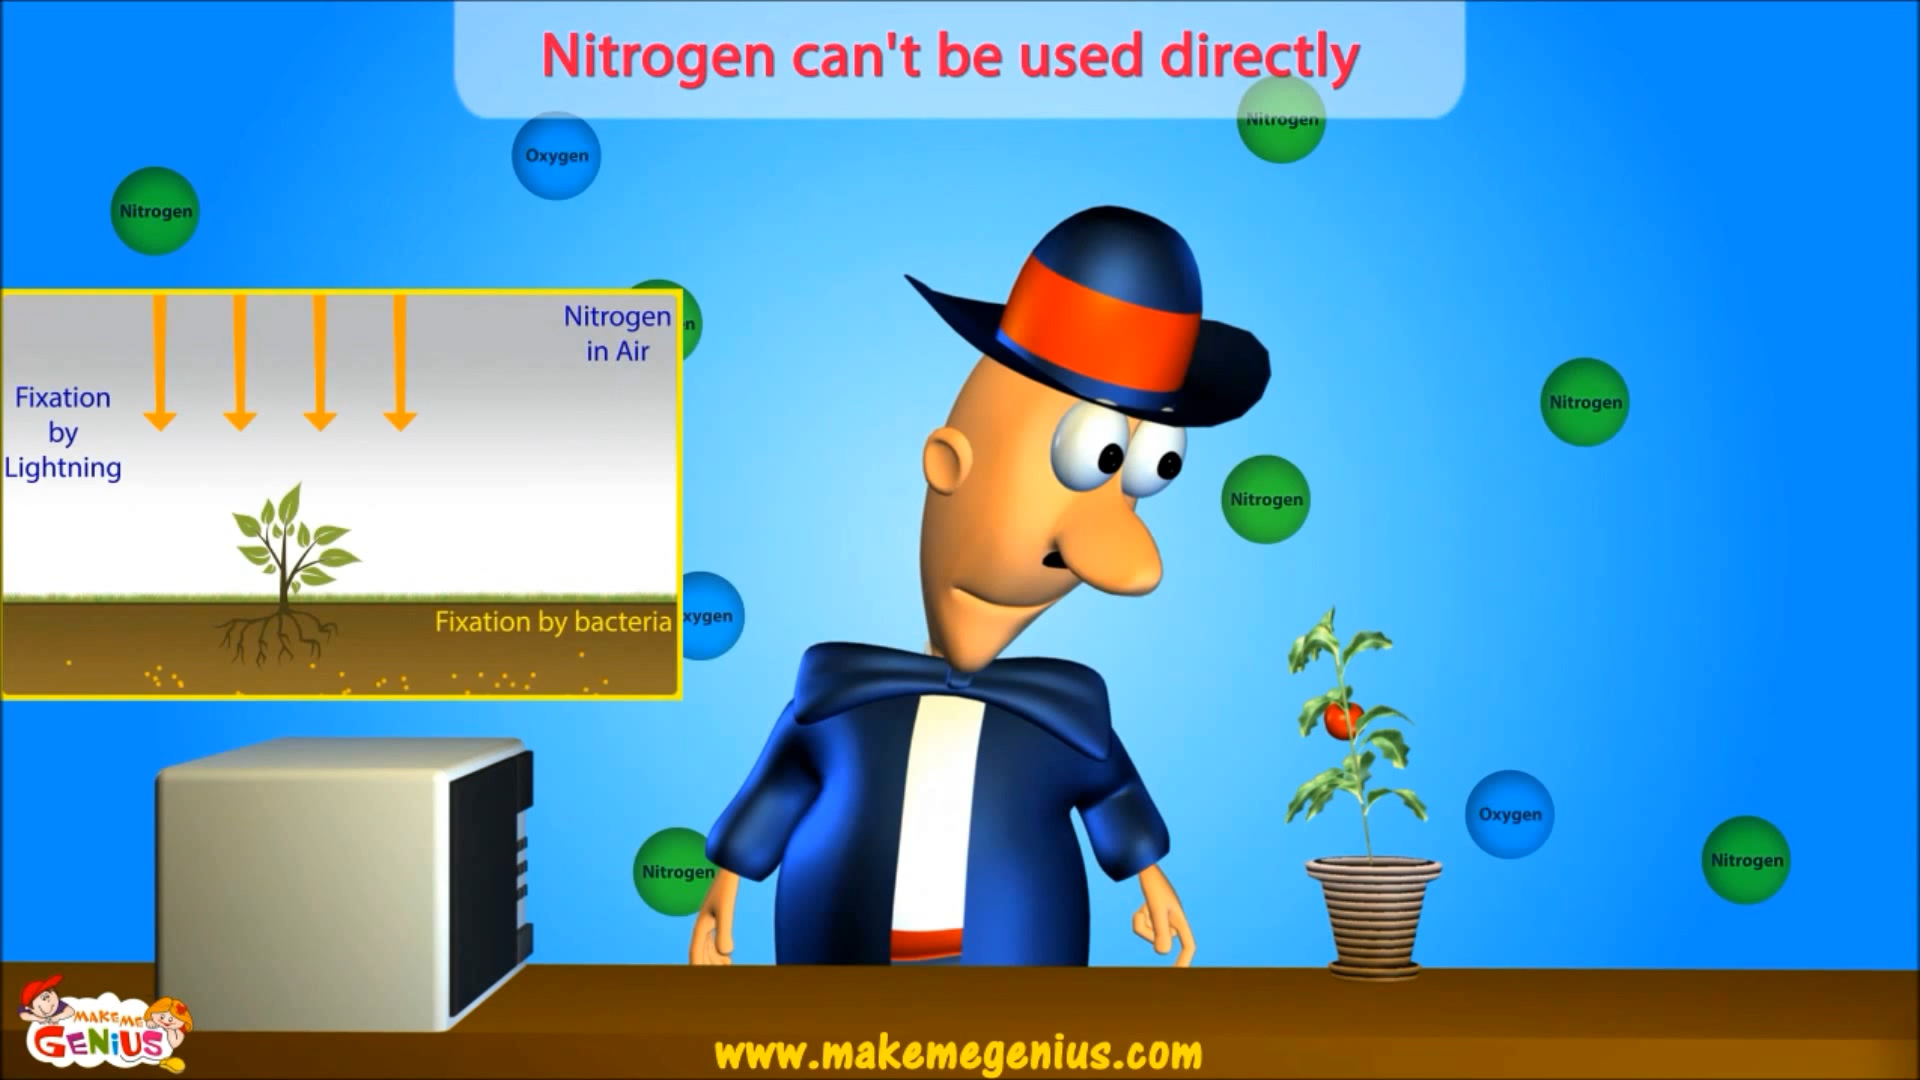 Nitrogen can't be used directly
Nitrogen
Oxygen
Nitrogen
Nitrogen
in Air
Fixation
by
Lightning
Fixation by bacteria
Nitrogen
Nitrogen
Nitrogen
Oxygen
Nitrogen
MAKE ME
GENiUS
www.makemegenius.com